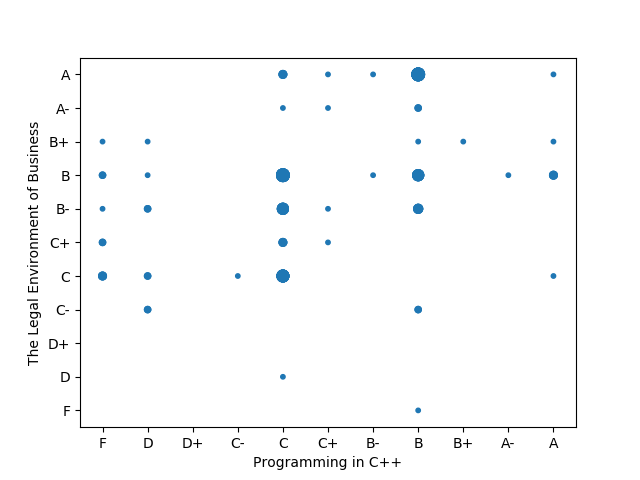 The Legal Environment of Business
A
A-
B+
B
B-
C+
C
C-
D+
D
F
F D D+ C- C C+ B- B B+ A- A
Programming in C++